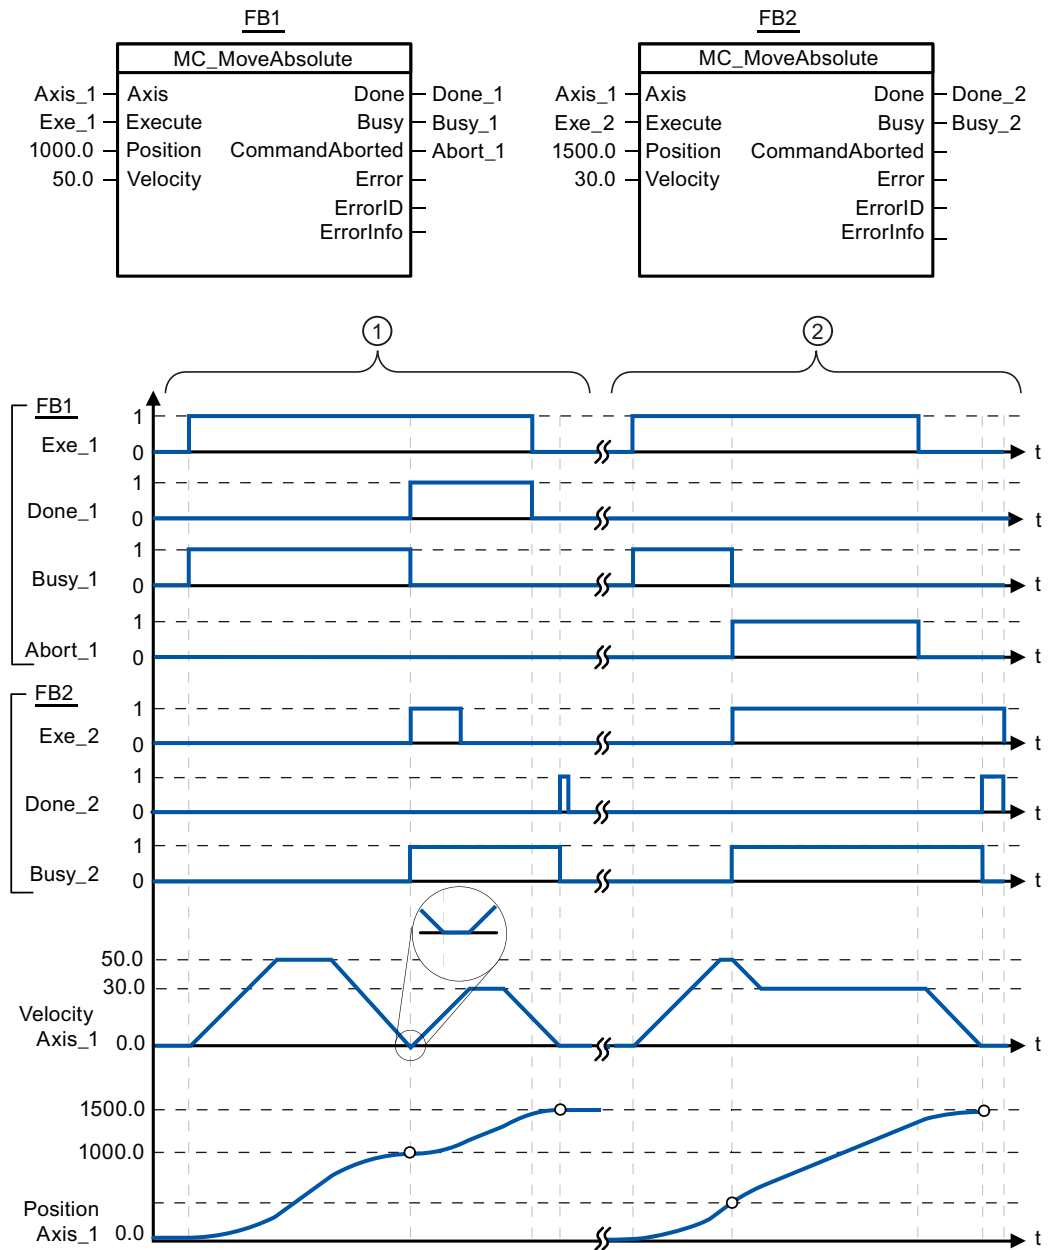 FB1 FB2
MC_MoveAbsolute MC_MoveAbsolute
Axis_1 Axis Done Done_1 Axis_1 Axis Done Done_2
Exe_1 Execute Busy Busy_1 Exe_2 Execute Busy Busy_2
1000.0 Position CommandAborted Abort_1 1500.0 Position CommandAborted
50.0 Velocity Error 30.0 Velocity Error
ErrorID ErrorID
ErrorInfo ErrorInfo
1 2
FB1
1
Exe_1 0 t
1
Done_1 0 t
1
Busy_1 0 t
1
Abort_1 0 t
FB2
1
Exe_2 0 t
1
Done_2 0 t
1
Busy_2 0 t
50.0
30.0
Velocity
Axis_1 0.0 t
1500.0
1000.0
Position
Axis_1 0.0 t